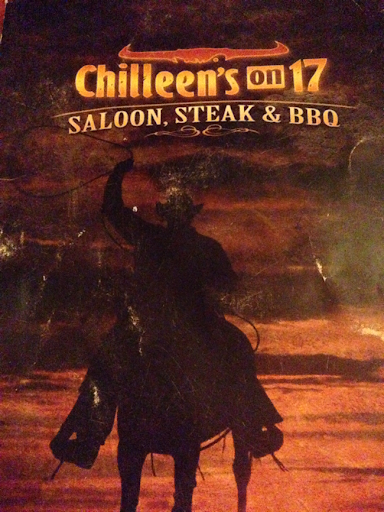 Chilleen's on 17
SALOON, STEAK & BBQ